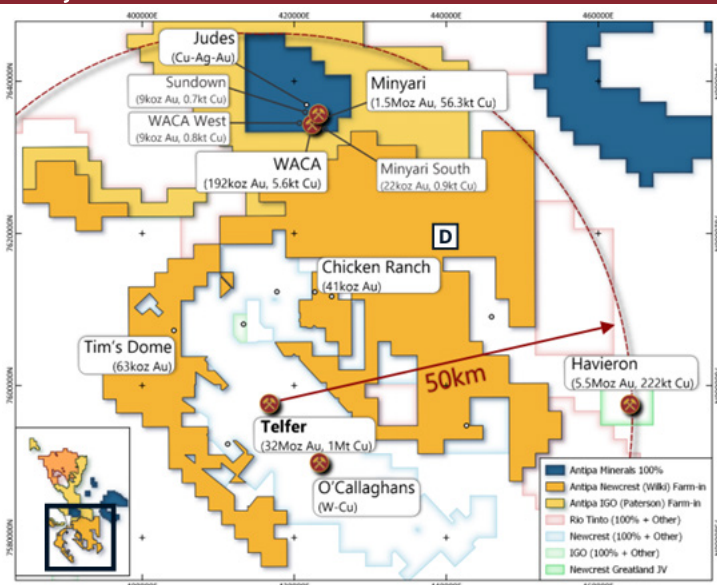 400000
420000
440000
460000
7640000N
7620000N
7600000N
7580000N
Judes
(Cu-Ag-Au)
Sundown
(9koz Au, 0.7kt Cu)
WACA West
(9koz Au, 0.8kt Cu)
WACA
(192koz Au, 5.6kt Cu)
Minyari
(1.5Moz Au, 56.3kt Cu)
Minyari South
(22koz Au, 0.9kt Cu)
D
Chicken Ranch
(41koz Au)
Tim's Dome
(63koz Au)
50km
Havieron
(5.5Moz Au, 222kt Cu)
Telfer
(32Moz Au, 1Mt Cu)
O'Callaghans
(W-Cu)
Antipa Minerals 100%
Antipa Newcrest (Wilki) Farm-in
Antipa IGO (Paterson) Farm-in
Rio Tinto (100% + Other)
Newcrest (100% + Other)
IGO (100% + Other)
Newcrest Greatland JV